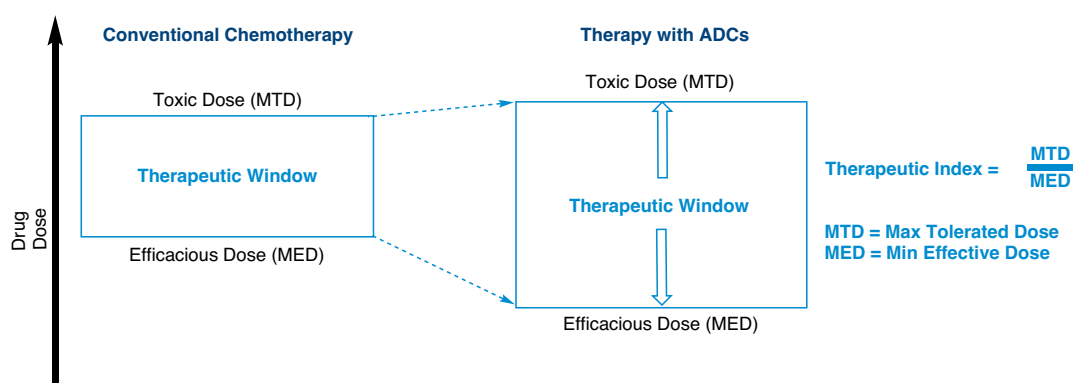 Conventional Chemotherapy
Therapy with ADCs
Toxic Dose (MTD)
Toxic Dose (MTD)
Therapeutic Window
Therapeutic Window
Efficacious Dose (MED)
Efficacious Dose (MED)
Drug
Dose
Therapeutic Index =
MTD
MED
MTD = Max Tolerated Dose
MED = Min Effective Dose